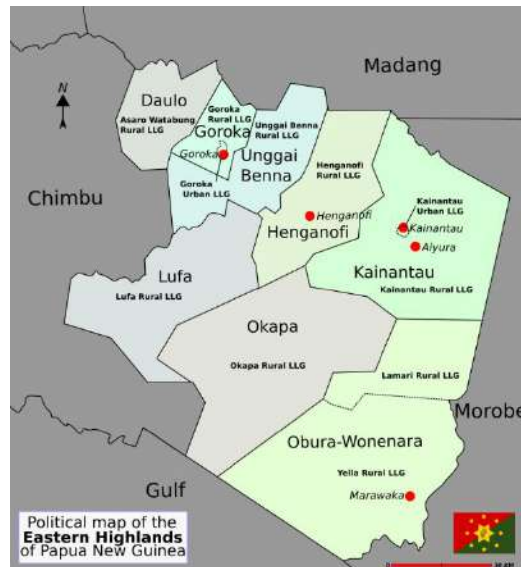 Madang
N
Daulo
Asaro Watabung
Rural LLG
Goroka
Rural LLG
Goroka
Goroka
Unggai Benna
Rural LLG
Unggai
Benna
Goroka
Urban LLG
Henganofi
Rural LLG
Henganofi
Henganofi
Kainantau
Urban LLG
Kainantau
Aiyura
Kainantau
Kainantau Rural LLG
Chimbu
Lufa
Lufa Rural LLG
Okapa
Okapa Rural LLG
Lamari Rural LLG
Morobe
Obura-Wonenara
Yelia Rural LLG
Marawaka
Gulf
Political map of the
Eastern Highlands
of Papua New Guinea